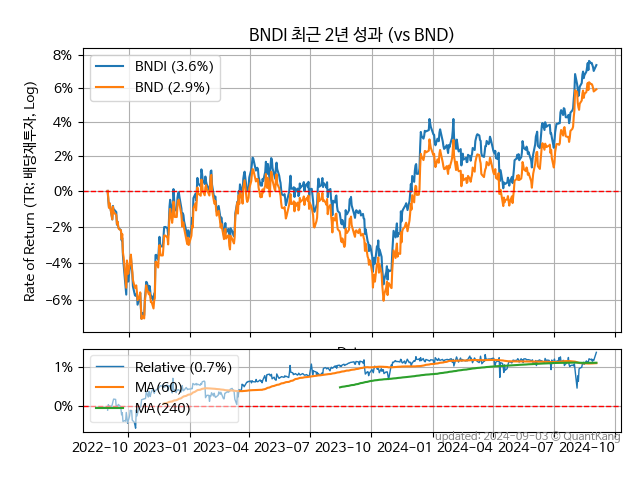 BNDI 최근 2년 성과 (vs BND)
Rate of Return (TR: 배당재투자, Log)
8%
6%
4%
2%
0%
−2%
−4%
−6%
BNDI (3.6%)
BND (2.9%)
1%
0%
Relative (0.7%)
MA(60)
MA(240)
2022−10 2023−01 2023−04 2023−07 2023−10 2024−01 2024−04 2024−07 2024−10
updated: 2024−09−03 © QuantKang